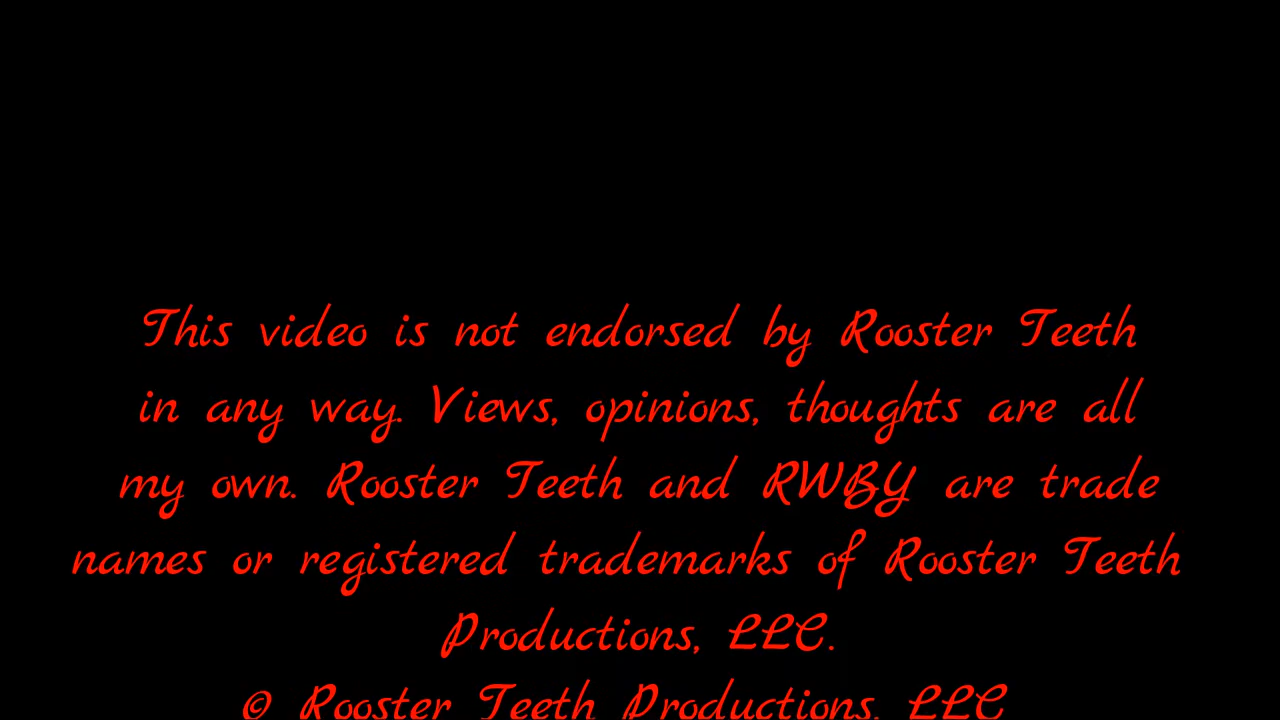 This video is not endorsed by Rooster Teeth
in any way. Views, opinions, thoughts are all
my own. Rooster Teeth and RWBY are trade
names or registered trademarks of Rooster Teeth
Productions, LLC.
© Rooster Teeth Productions, LLC